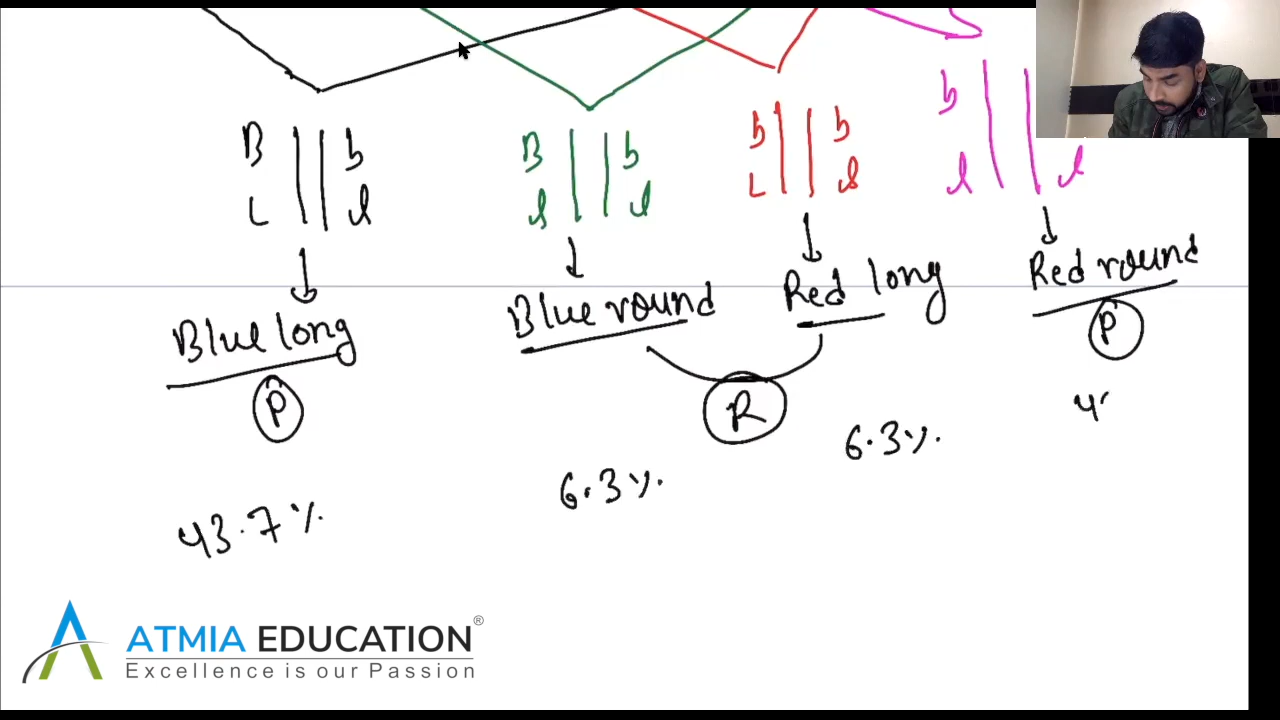 B b B b b b b
L l l l L l l l
Blue long Blue round Red long Red round
P R P
43.7% 6.3% 6.3% 4
ATMIA EDUCATION®
Excellence is our Passion